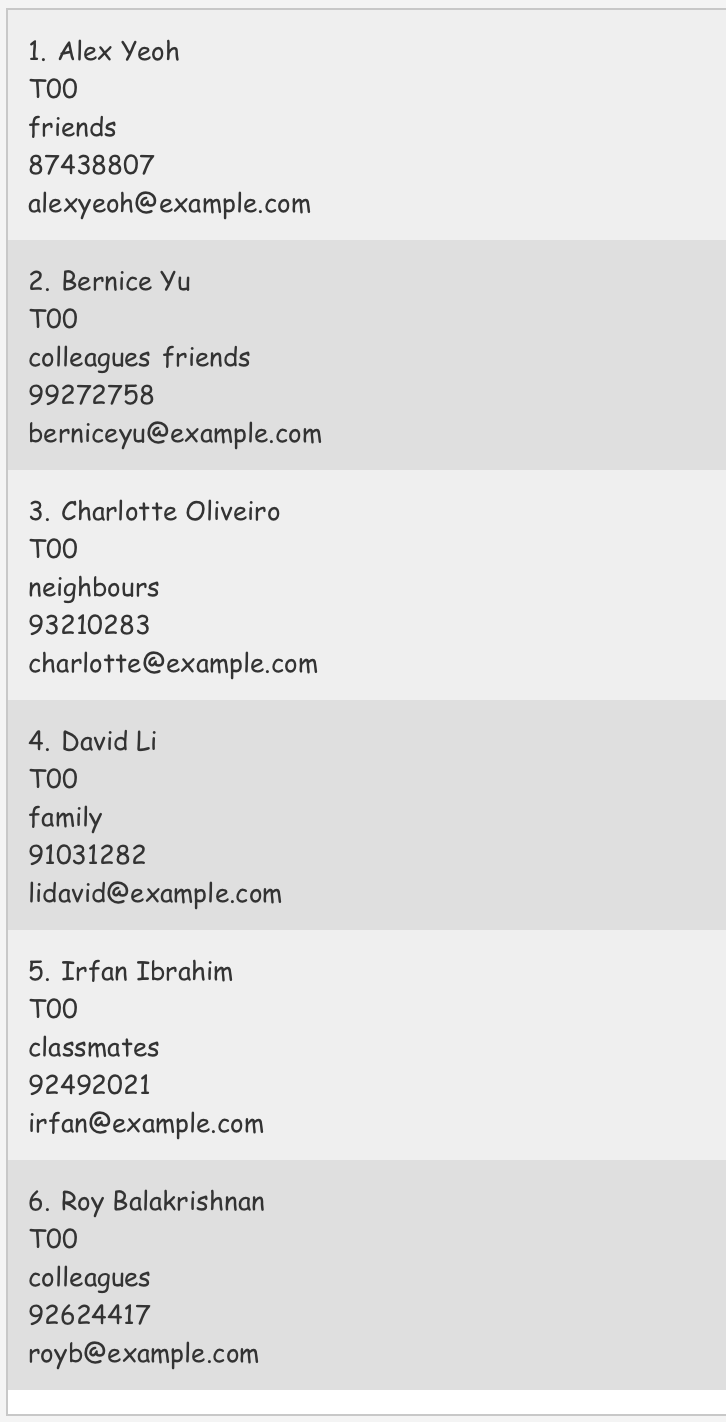 1. Alex Yeoh
T00
friends
87438807
alexyeoh@example.com
2. Bernice Yu
T00
colleagues friends
99272758
berniceyu@example.com
3. Charlotte Oliveiro
T00
neighbours
93210283
charlotte@example.com
4. David Li
T00
family
91031282
lidavid@example.com
5. Irfan Ibrahim
T00
classmates
92492021
irfan@example.com
6. Roy Balakrishnan
T00
colleagues
92624417
royb@example.com